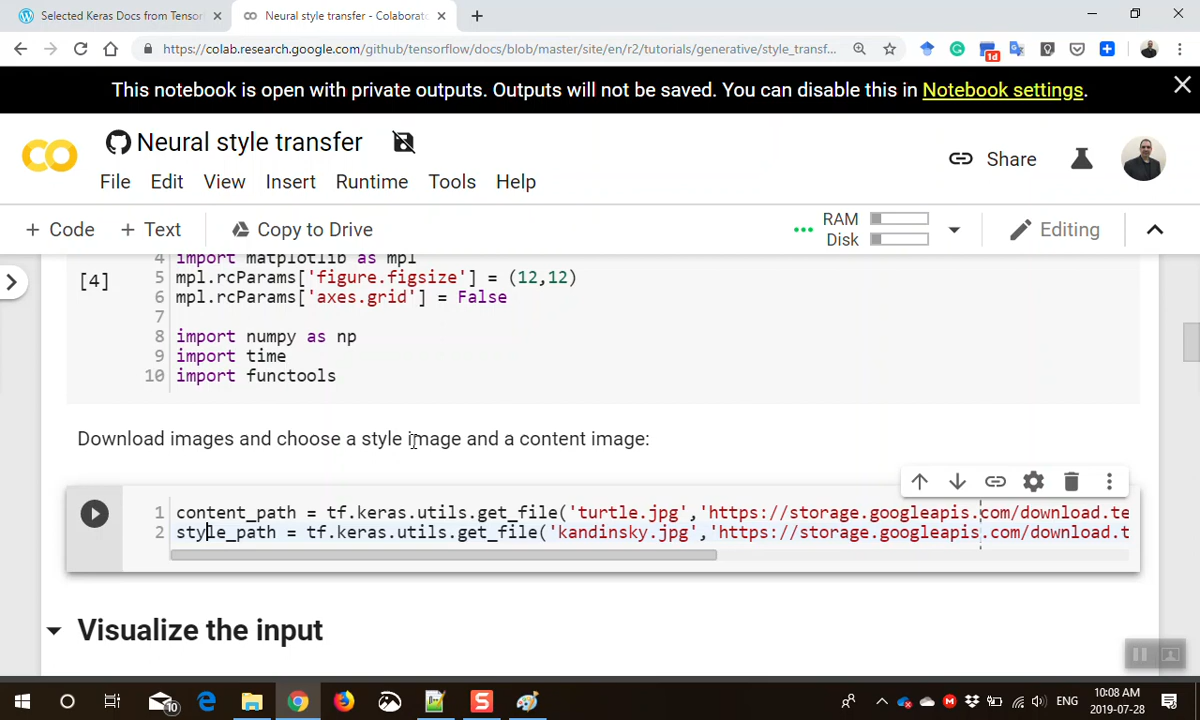 Selected Keras Docs from Tensor
Neural style transfer - Colaborato
https://colab.research.google.com/github/tensorflow/docs/blob/master/site/en/r2/tutorials/generative/style_transf...
1d
This notebook is open with private outputs. Outputs will not be saved. You can disable this in Notebook settings.
Neural style transfer
Share
File Edit View Insert Runtime Tools Help
+ Code + Text Copy to Drive
RAM
Disk
Editing
4 import matplotlib as mpl
[4] 5 mpl.rcParams['figure.figsize'] = (12,12)
6 mpl.rcParams['axes.grid'] = False
7
8 import numpy as np
9 import time
10 import functools
Download images and choose a style image and a content image:
1 content_path = tf.keras.utils.get_file('turtle.jpg','https://storage.googleapis.com/download.te
2 style_path = tf.keras.utils.get_file('kandinsky.jpg','https://storage.googleapis.com/download.t
Visualize the input
10
ENG
10:08 AM
2019-07-28